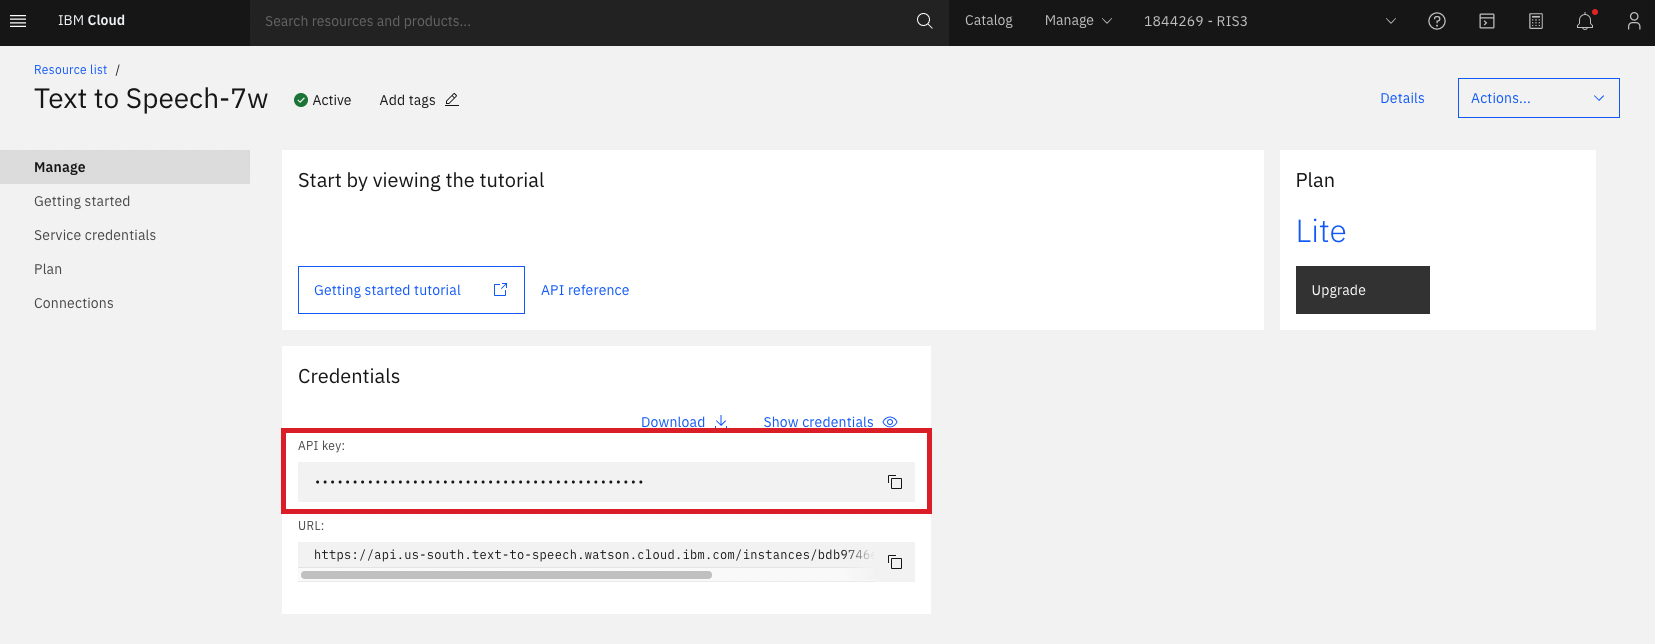 IBM Cloud
Search resources and products...
Catalog
Manage
1844269 - RIS3
Resource list /
Text to Speech-7w
Active
Add tags
Details
Actions...
Manage
Getting started
Service credentials
Plan
Connections
Start by viewing the tutorial
Getting started tutorial
API reference
Plan
Lite
Upgrade
Credentials
Download
Show credentials
API key:
••••••••••••••••••••••••••••••••••••••••••••
URL:
https://api.us-south.text-to-speech.watson.cloud.ibm.com/instances/bdb9746